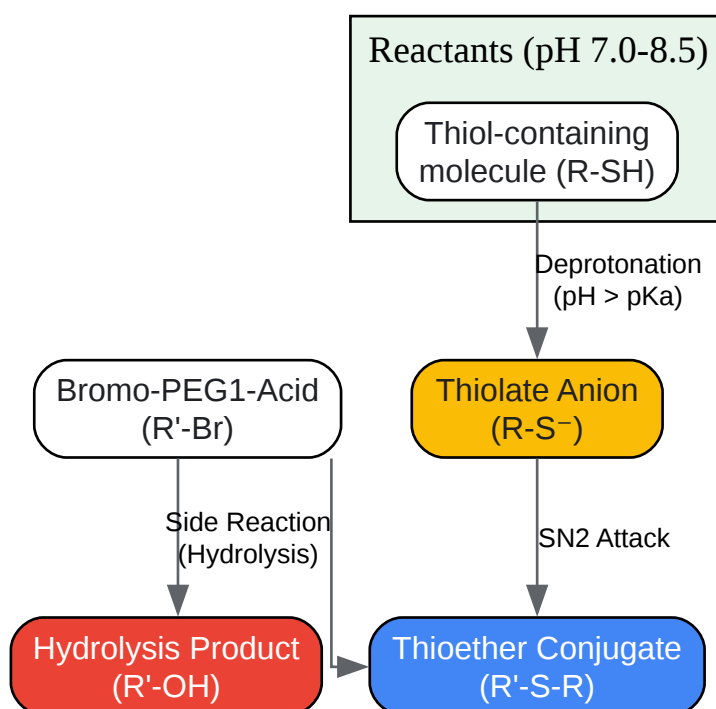 Reactants (pH 7.0-8.5)
Thiol-containing
molecule (R-SH)
Deprotonation
(pH > pKa)
Bromo-PEG1-Acid
(R'-Br)
Thiolate Anion
(R-S⁻)
Side Reaction
(Hydrolysis)
SN2 Attack
Hydrolysis Product
(R'-OH)
Thioether Conjugate
(R'-S-R)